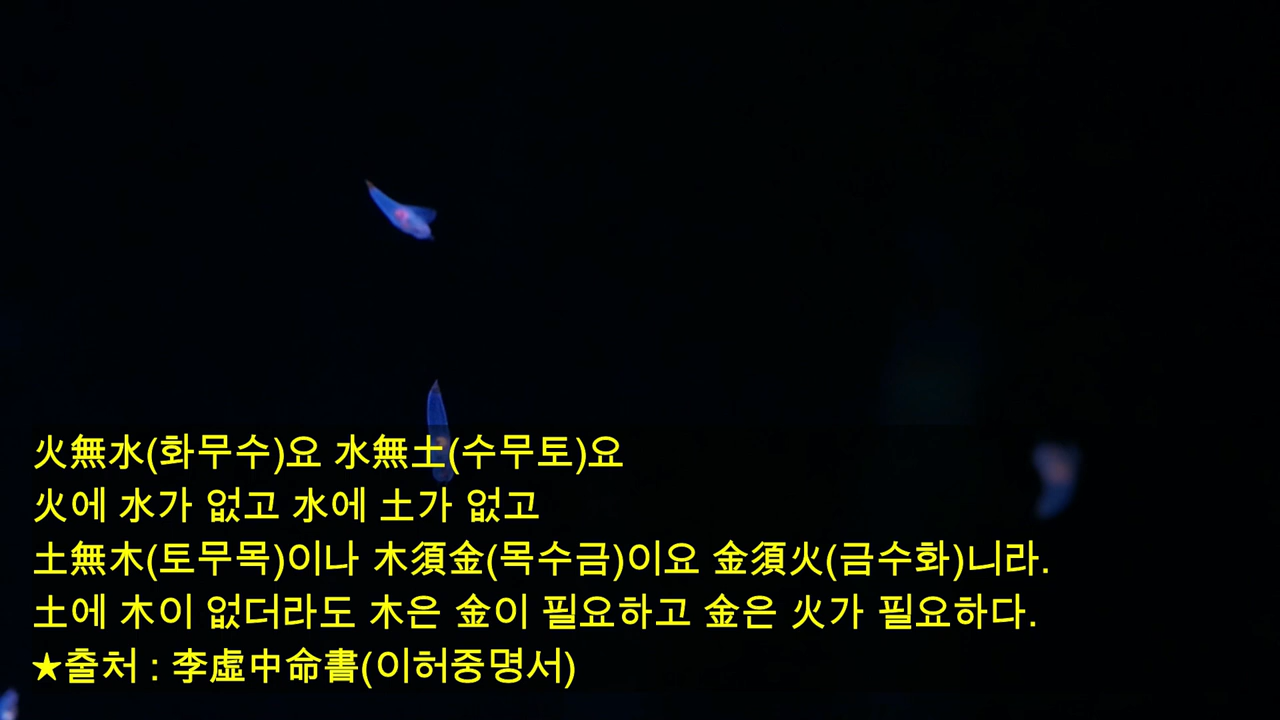 火無水(화무수)요 水無土(수무토)요
火에 水가 없고 水에 土가 없고
土無木(토무목)이나 木須金(목수금)이요 金須火(금수화)니라.
土에 木이 없더라도 木은 金이 필요하고 金은 火가 필요하다.
★출처 : 李虛中命書(이허중명서)